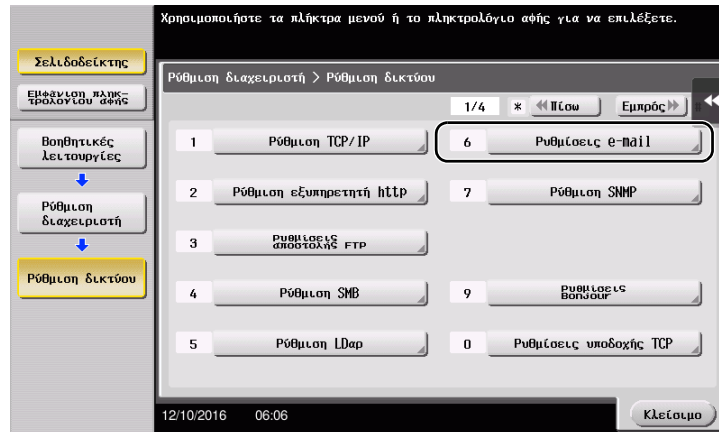 Χρησιμοποιήστε τα πλήκτρα μενού ή το πληκτρολόγιο αφής για να επιλέξετε.
Σελιδοδείκτης
Εμφάνιση πληκ-
τρολογίου αφής
Βοηθητικές
λειτουργίες
Ρύθμιση
διαχειριστή
Ρύθμιση δικτύου
Ρύθμιση διαχειριστή > Ρύθμιση δικτύου
1/4 * Πίσω Εμπρός
1 Ρύθμιση TCP/IP
6 Ρυθμίσεις e-mail
2 Ρύθμιση εξυπηρετητή http
7 Ρύθμιση SNMP
3 Ρυθμίσεις
αποστολής FTP
4 Ρύθμιση SMB
9 Ρυθμίσεις
Bonjour
5 Ρύθμιση LDap
0 Ρυθμίσεις υποδοχής TCP
12/10/2016 06:06
Κλείσιμο